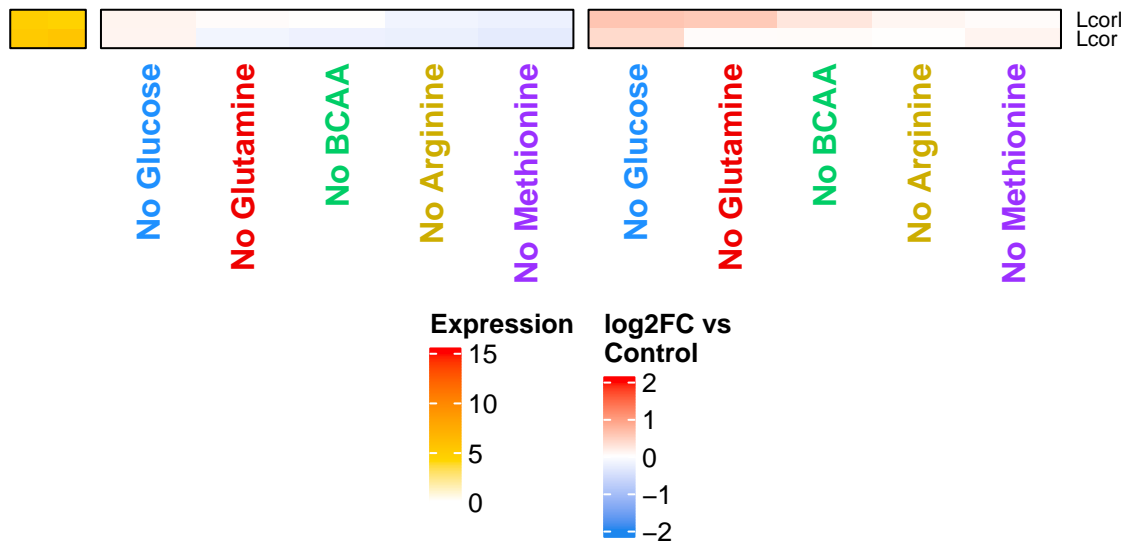 Lcorl
Lcor
No Glucose
No Glutamine
No BCAA
No Arginine
No Methionine
No Glucose
No Glutamine
No BCAA
No Arginine
No Methionine
Expression
15
10
5
0
log2FC vs
Control
2
1
0
−1
−2